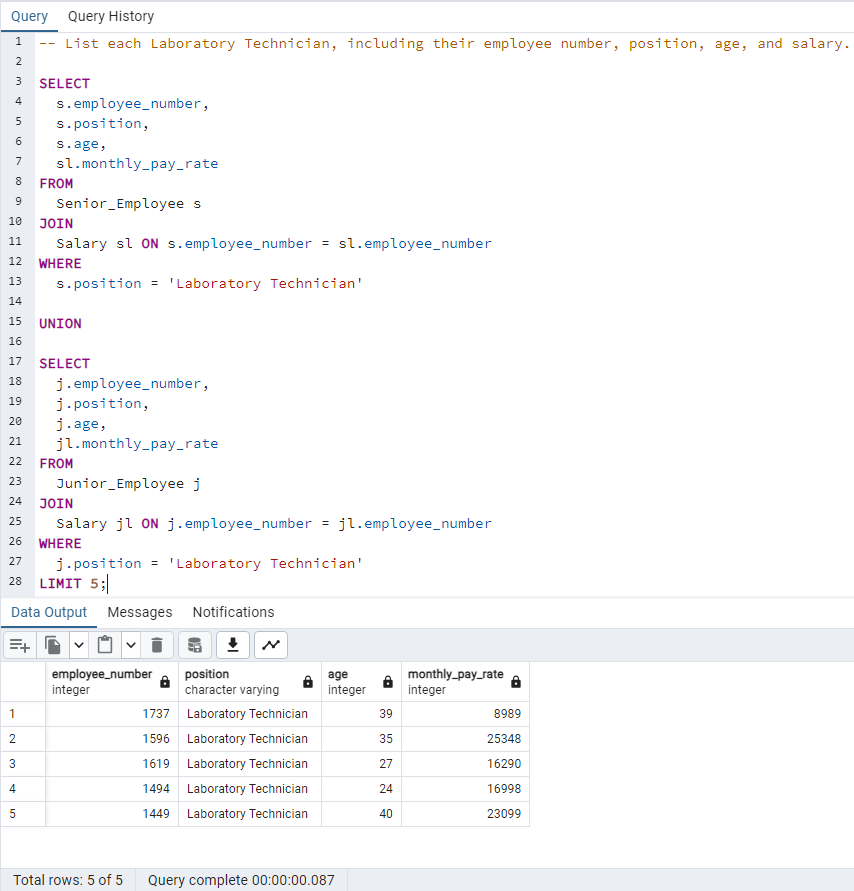 Query Query History
1 -- List each Laboratory Technician, including their employee number, position, age, and salary.
2
3 SELECT
4 s.employee_number,
5 s.position,
6 s.age,
7 sl.monthly_pay_rate
8 FROM
9 Senior_Employee s
10 JOIN
11 Salary sl ON s.employee_number = sl.employee_number
12 WHERE
13 s.position = 'Laboratory Technician'
14
15 UNION
16
17 SELECT
18 j.employee_number,
19 j.position,
20 j.age,
21 jl.monthly_pay_rate
22 FROM
23 Junior_Employee j
24 JOIN
25 Salary jl ON j.employee_number = jl.employee_number
26 WHERE
27 j.position = 'Laboratory Technician'
28 LIMIT 5;
Data Output Messages Notifications
employee_number position age monthly_pay_rate
integer character varying integer integer
1 1737 Laboratory Technician 39 8989
2 1596 Laboratory Technician 35 25348
3 1619 Laboratory Technician 27 16290
4 1494 Laboratory Technician 24 16998
5 1449 Laboratory Technician 40 23099
Total rows: 5 of 5 Query complete 00:00:00.087